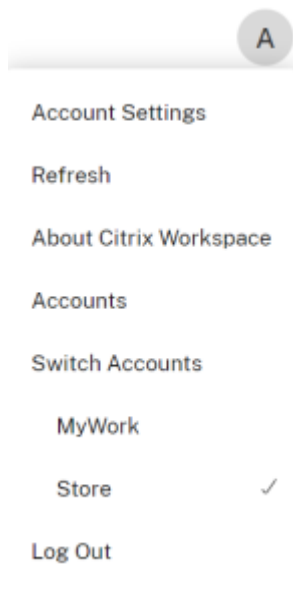 A
Account Settings
Refresh
About Citrix Workspace
Accounts
Switch Accounts
MyWork
Store
Log Out